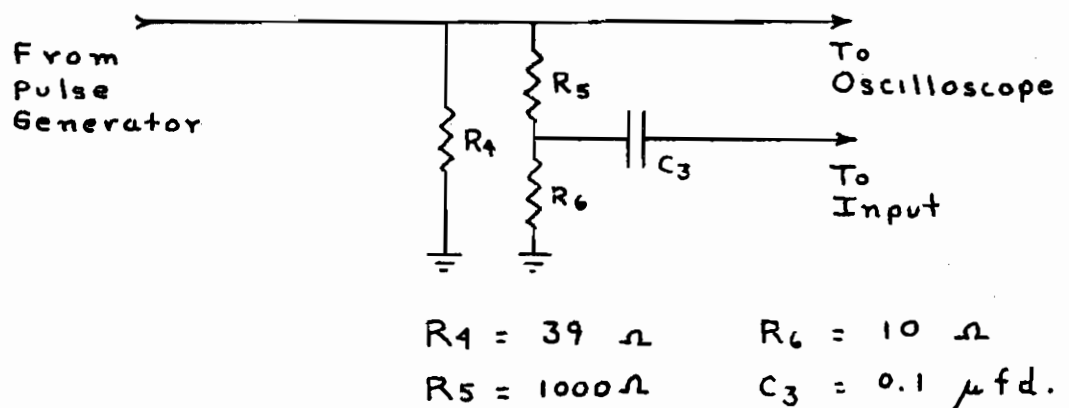 From
Pulse
Generator
R4
R5
R6
C3
To
Oscilloscope
To
Input
R4 = 39 Ω
R6 = 10 Ω
R5 = 1000Ω
C3 = 0.1 μfd.